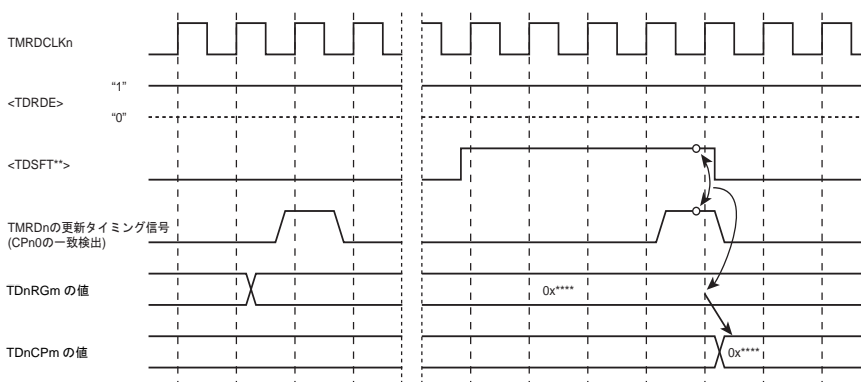 TMRDCLKn
"1"
<TDRDE>
"0"
<TDSFT**>
TMRDnの更新タイミング信号
(CPn0の一致検出)
TDnRGm の値
0x****
TDnCPm の値
0x****